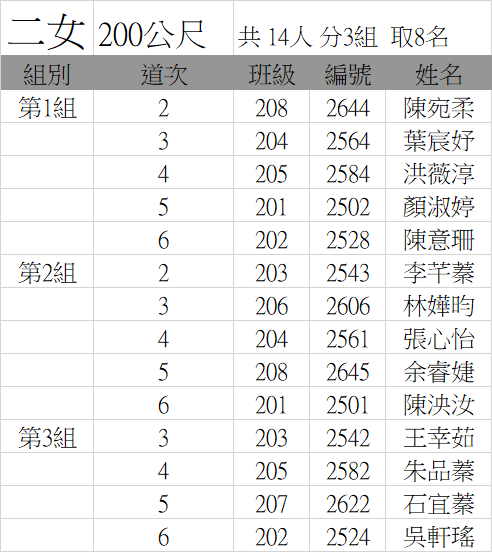 二女 200公尺 共 14人 分3組 取8名
組別 道次 班級 編號 姓名
第1組 2 208 2644 陳宛柔
3 204 2564 葉宸妤
4 205 2584 洪薇淳
5 201 2502 顏淑婷
6 202 2528 陳意珊
第2組 2 203 2543 李芊蓁
3 206 2606 林嬅昀
4 204 2561 張心怡
5 208 2645 余睿婕
6 201 2501 陳泱汝
第3組 3 203 2542 王幸茹
4 205 2582 朱品蓁
5 207 2622 石宜蓁
6 202 2524 吳軒瑤